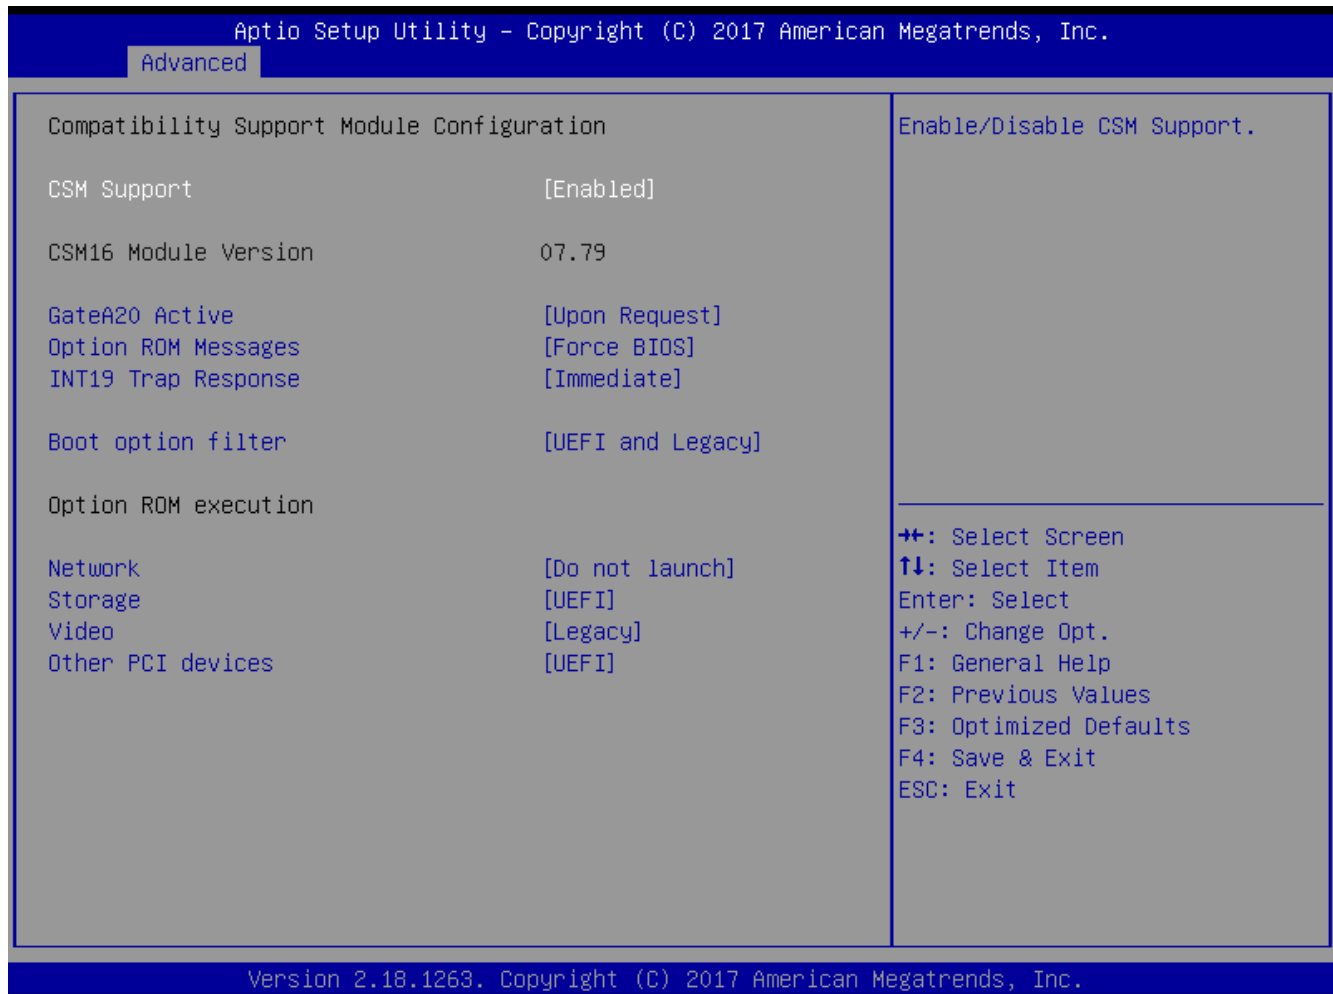 Aptio Setup Utility – Copyright (C) 2017 American Megatrends, Inc.
Advanced
Compatibility Support Module Configuration
CSM Support [Enabled]
CSM16 Module Version 07.79
GateA20 Active [Upon Request]
Option ROM Messages [Force BIOS]
INT19 Trap Response [Immediate]
Boot option filter [UEFI and Legacy]
Option ROM execution
Network [Do not launch]
Storage [UEFI]
Video [Legacy]
Other PCI devices [UEFI]
Enable/Disable CSM Support.
→←: Select Screen
↑↓: Select Item
Enter: Select
+/-: Change Opt.
F1: General Help
F2: Previous Values
F3: Optimized Defaults
F4: Save & Exit
ESC: Exit
Version 2.18.1263. Copyright (C) 2017 American Megatrends, Inc.